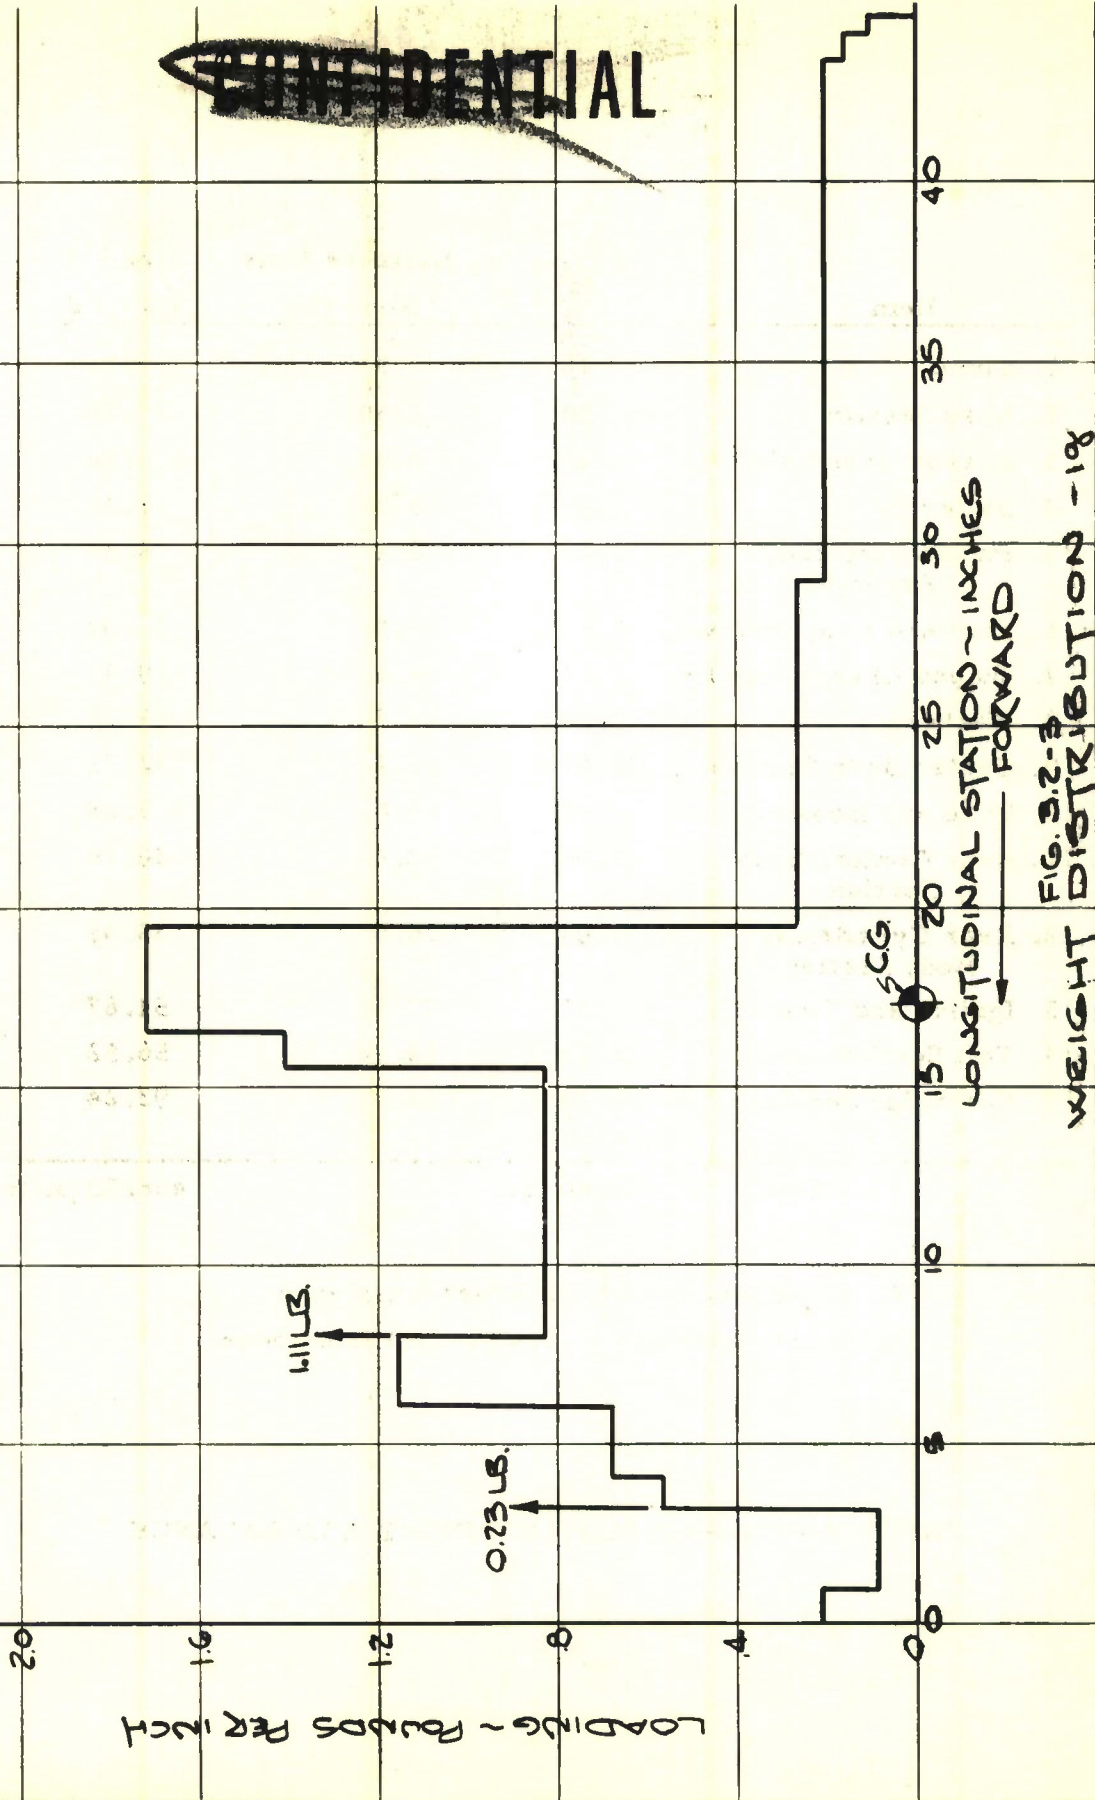 CONFIDENTIAL
LOADING ~ POUNDS PER INCH
2.0
1.6
1.2
.8
.4
0
0
5
10
15
20
25
30
35
40
0.23 LB.
1.11 LB.
C.G.
LONGITUDINAL STATION ~ INCHES
FORWARD
FIG. 3.2-3
WEIGHT DISTRIBUTION - 1g